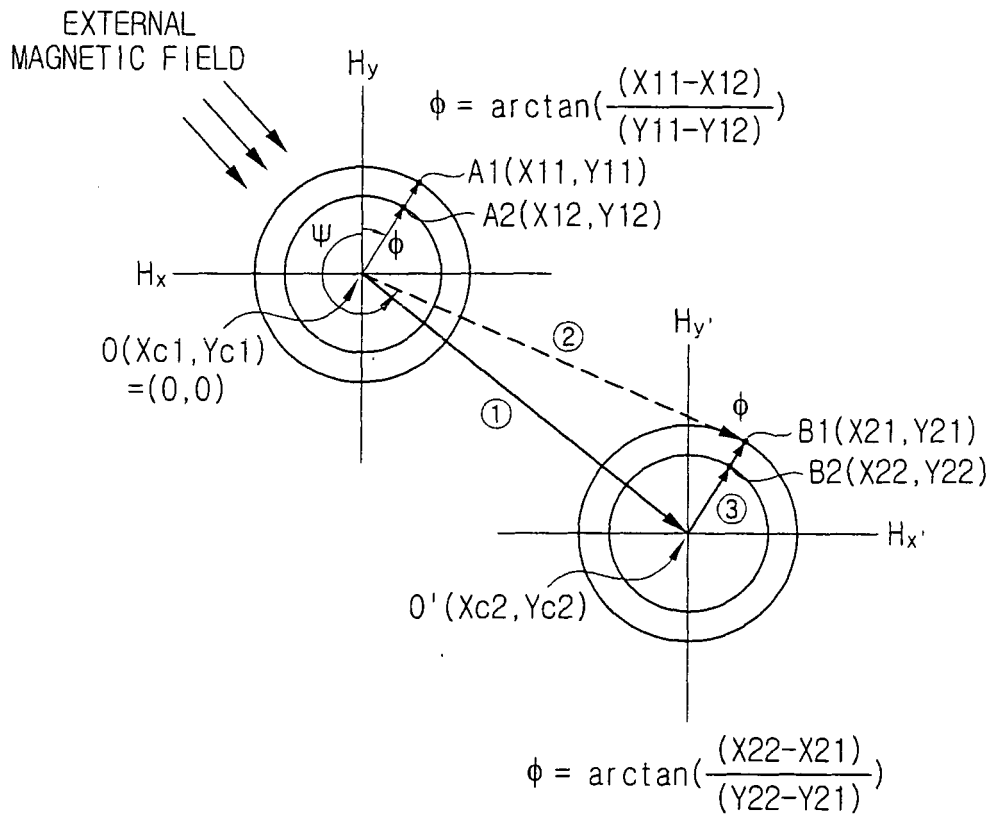 EXTERNAL
MAGNETIC FIELD
Hy
ϕ = arctan((X11-X12)/(Y11-Y12))
A1(X11,Y11)
A2(X12,Y12)
Ψ
ϕ
Hx
O(Xc1,Yc1)
=(0,0)
②
Hy'
①
ϕ
B1(X21,Y21)
B2(X22,Y22)
③
Hx'
O'(Xc2,Yc2)
ϕ = arctan((X22-X21)/(Y22-Y21))